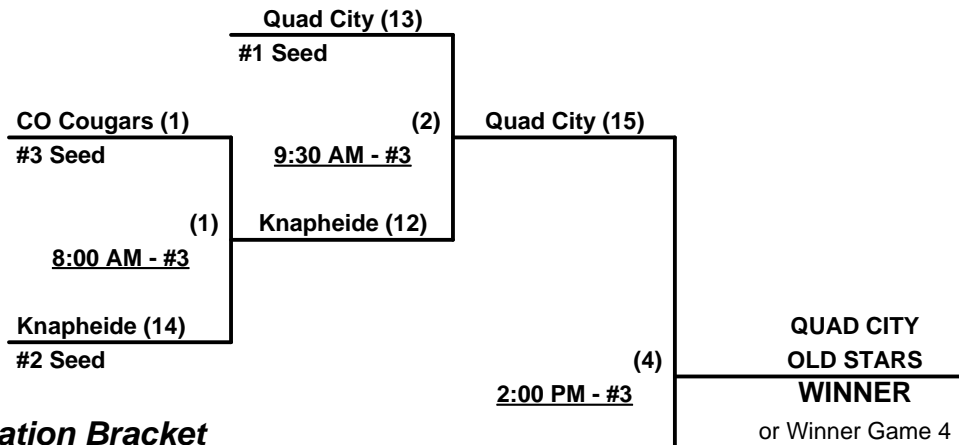 Quad City (13)
#1 Seed
CO Cougars (1)
(2)
Quad City (15)
#3 Seed
9:30 AM - #3
(1)
Knapheide (12)
8:00 AM - #3
Knapheide (14)
QUAD CITY
#2 Seed
(4)
OLD STARS
2:00 PM - #3
WINNER
ation Bracket
or Winner Game 4